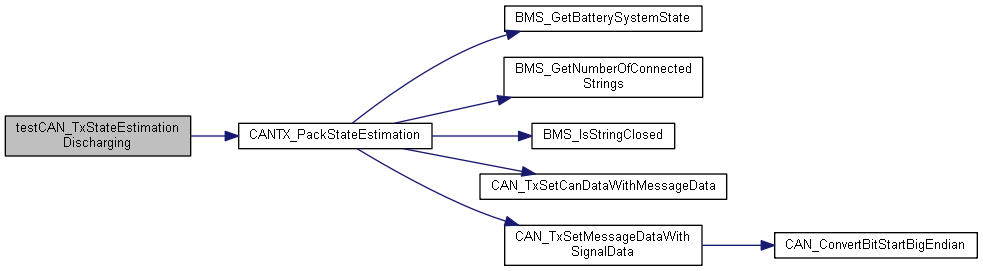 BMS_GetBatterySystemState
BMS_GetNumberOfConnected
Strings
testCAN_TxStateEstimation
Discharging
CANTX_PackStateEstimation
BMS_IsStringClosed
CAN_TxSetCanDataWithMessageData
CAN_TxSetMessageDataWith
SignalData
CAN_ConvertBitStartBigEndian